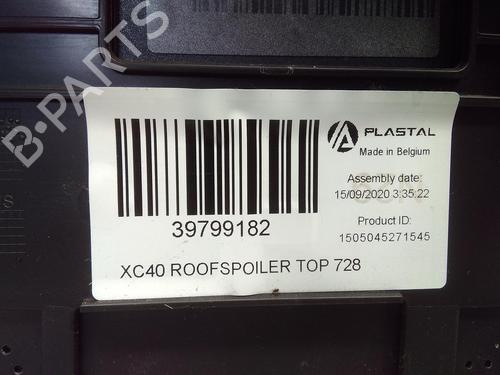 B-PARTS
PLASTAL
Made in Belgium
Assembly date:
15/09/2020 3:35:22
Product ID:
1505045271545
39799182
XC40 ROOFSPOILER TOP 728